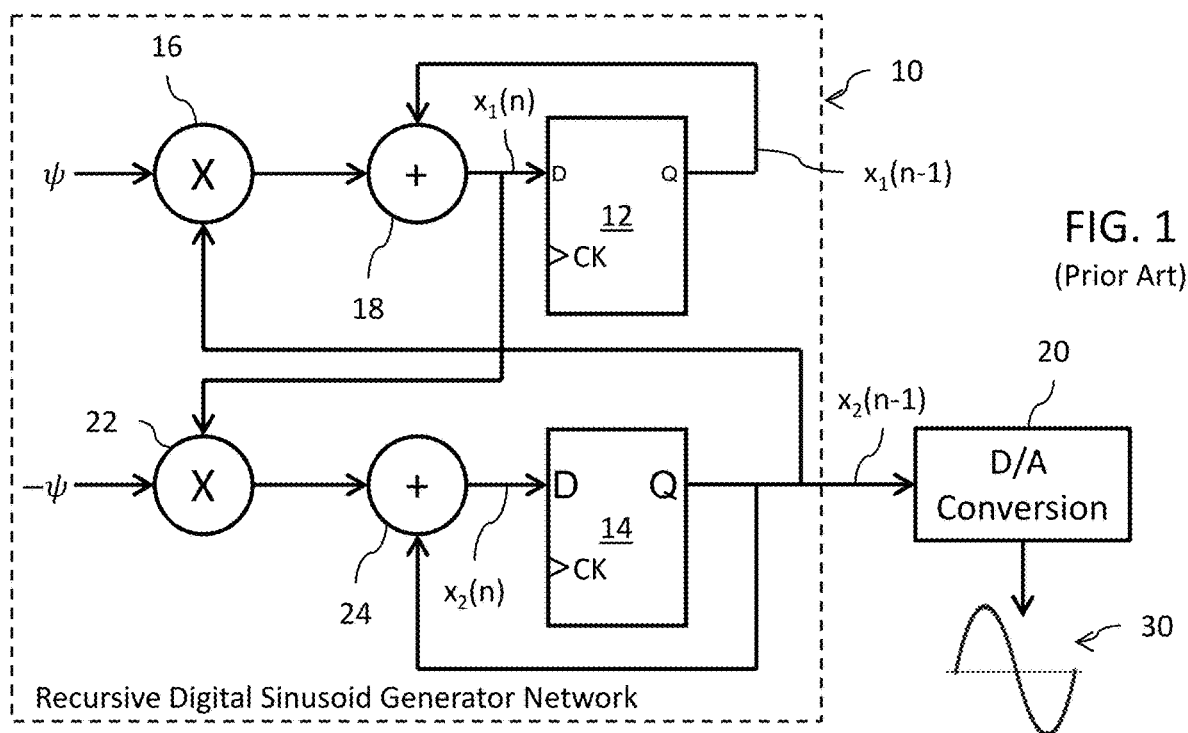 16
10
x₁(n)
ψ
X
+
D
Q
12
CK
x₁(n-1)
FIG. 1
(Prior Art)
18
20
x₂(n-1)
22
-ψ
X
+
D
Q
14
CK
D/A
Conversion
24
x₂(n)
30
Recursive Digital Sinusoid Generator Network